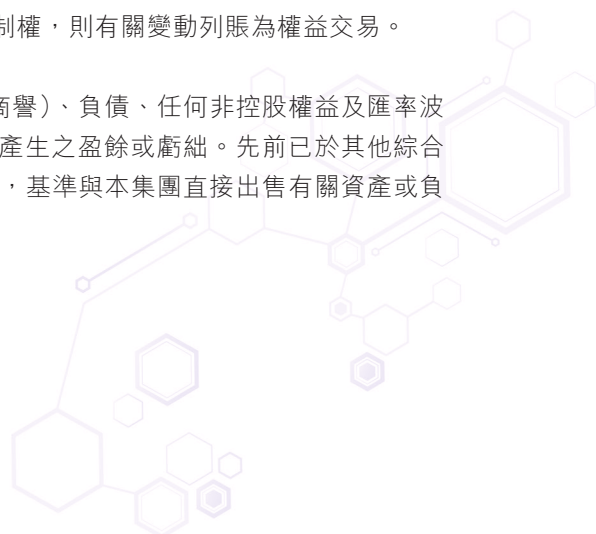 制權，則有關變動列賬為權益交易。
商譽）、負債、任何非控股權益及匯率波
產生之盈餘或虧絀。先前已於其他綜合
，基準與本集團直接出售有關資產或負